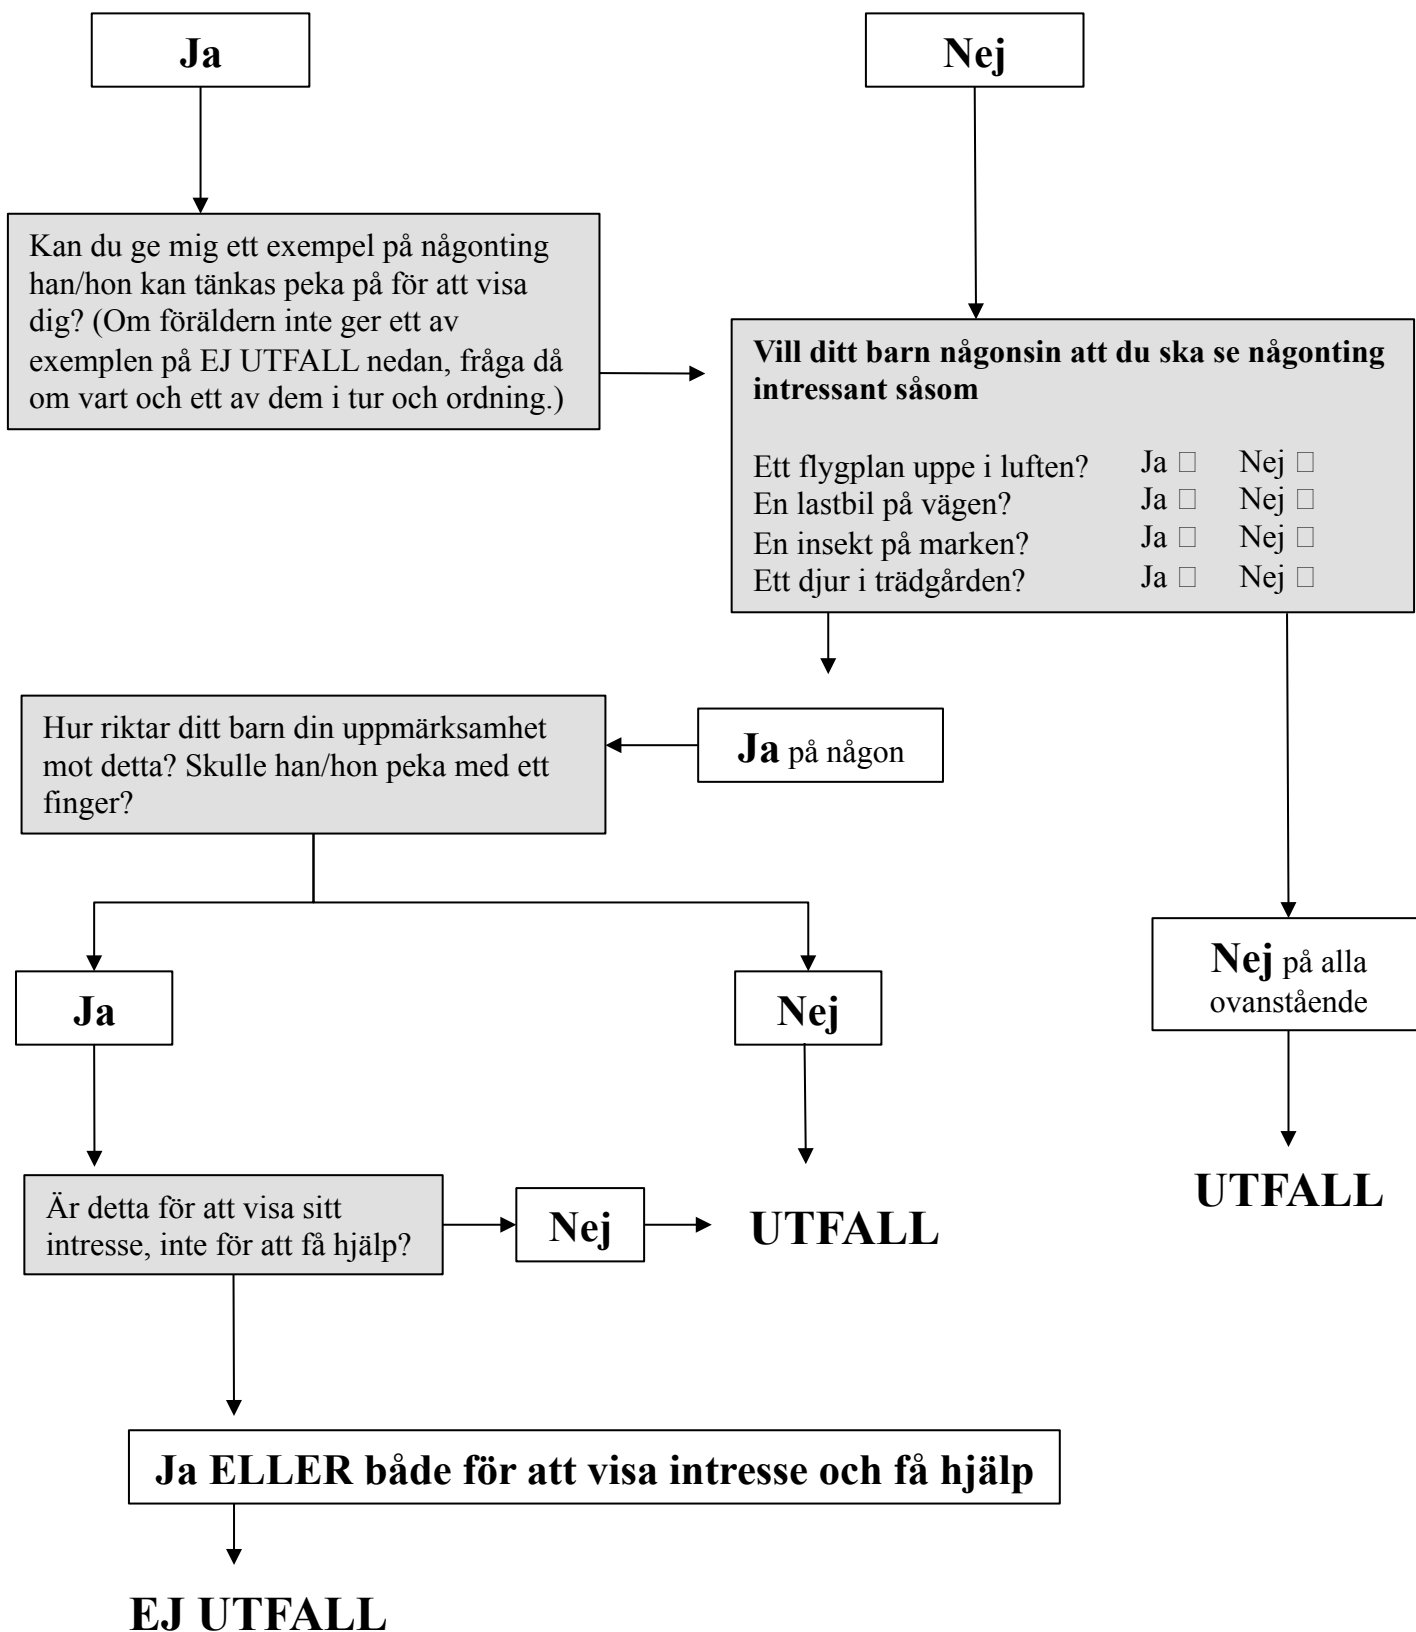 Ja
Nej
Kan du ge mig ett exempel på någonting
han/hon kan tänkas peka på för att visa
dig? (Om föräldern inte ger ett av
exemplen på EJ UTFALL nedan, fråga då
om vart och ett av dem i tur och ordning.)
Vill ditt barn någonsin att du ska se någonting
intressant såsom
Ett flygplan uppe i luften? Ja □ Nej □
En lastbil på vägen? Ja □ Nej □
En insekt på marken? Ja □ Nej □
Ett djur i trädgården? Ja □ Nej □
Hur riktar ditt barn din uppmärksamhet
mot detta? Skulle han/hon peka med ett
finger?
Ja på någon
Ja
Nej
Nej på alla
ovanstående
Är detta för att visa sitt
intresse, inte för att få hjälp?
Nej
UTFALL
UTFALL
Ja ELLER både för att visa intresse och få hjälp
EJ UTFALL